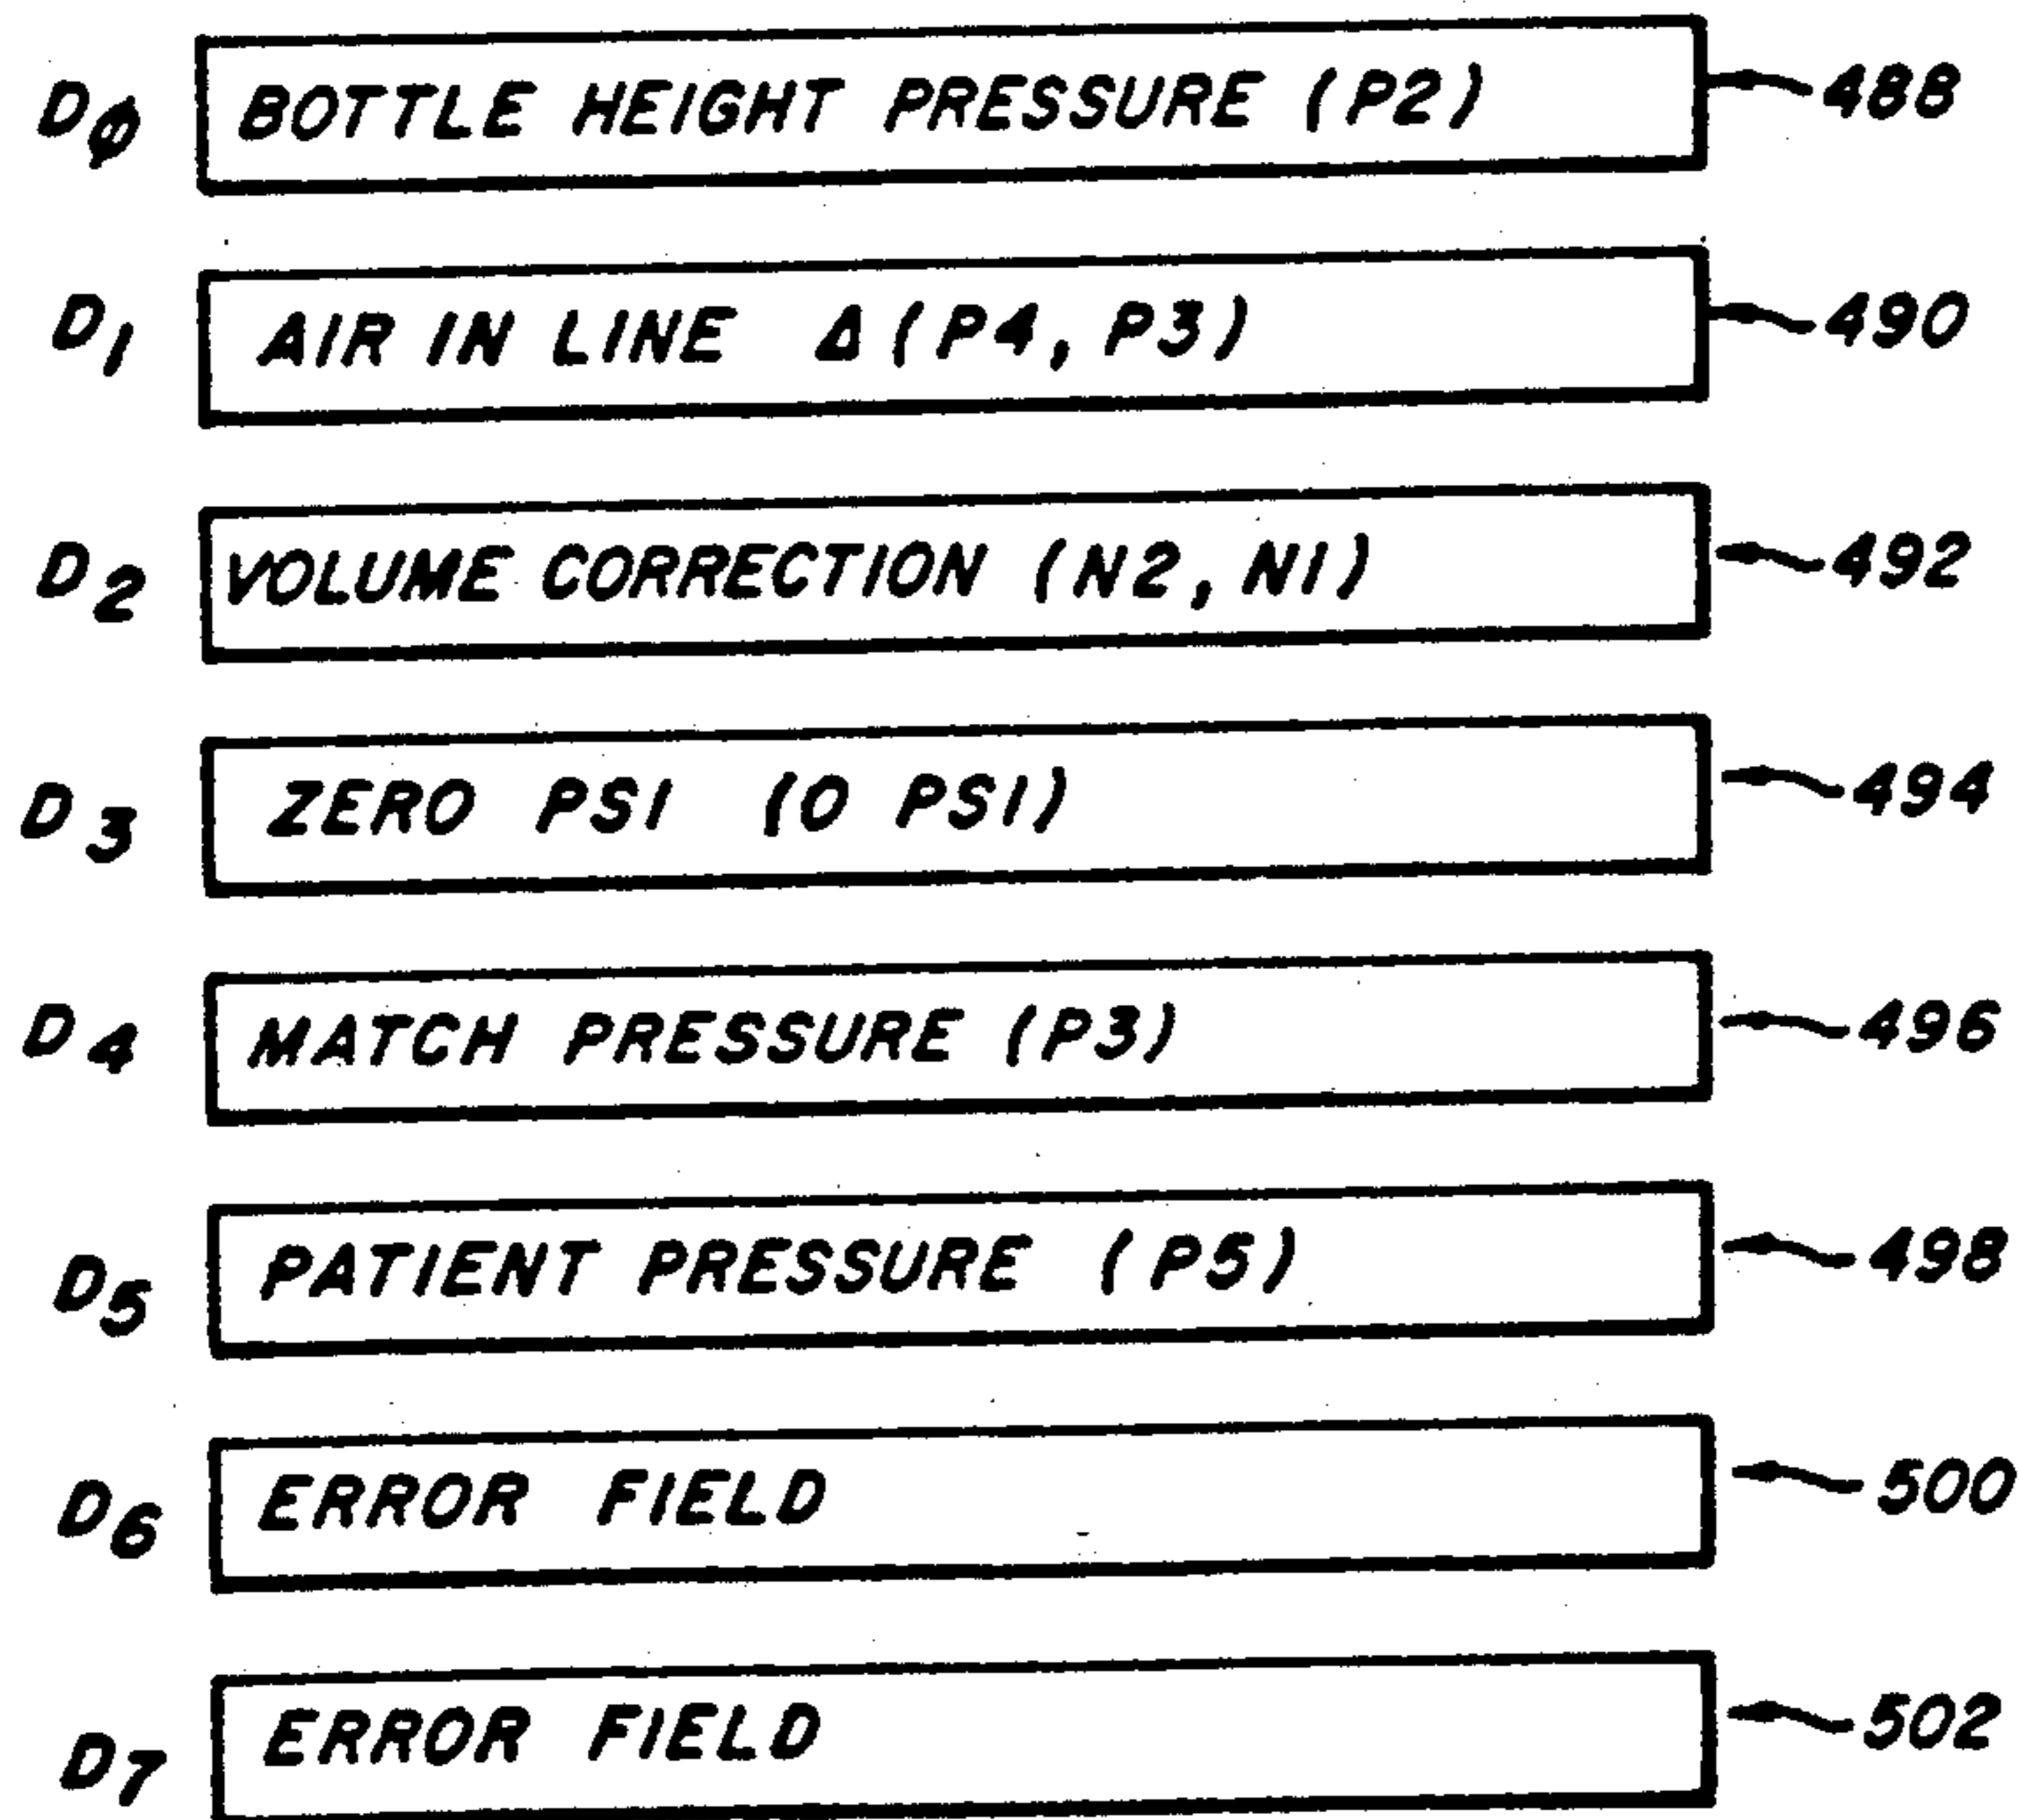 DØ BOTTLE HEIGHT PRESSURE (P2) 488
D1 AIR IN LINE Δ (P4, P3) 490
D2 VOLUME CORRECTION (N2, N1) 492
D3 ZERO PSI (0 PSI) 494
D4 MATCH PRESSURE (P3) 496
D5 PATIENT PRESSURE (P5) 498
D6 ERROR FIELD 500
D7 ERROR FIELD 502